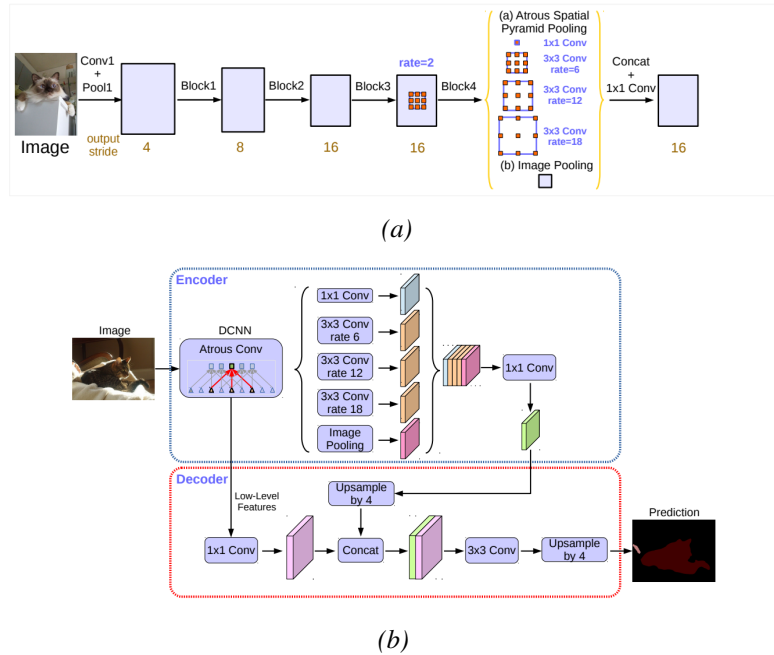 (a) Atrous Spatial
Pyramid Pooling
1x1 Conv
3x3 Conv
rate=6
3x3 Conv
rate=12
3x3 Conv
rate=18
(b) Image Pooling
Conv1
+
Pool1
Block1
Block2
Block3
rate=2
Block4
Concat
+
1x1 Conv
Image
output
stride
4
8
16
16
16
(a)
Encoder
Image
DCNN
Atrous Conv
1x1 Conv
3x3 Conv
rate 6
3x3 Conv
rate 12
3x3 Conv
rate 18
Image
Pooling
1x1 Conv
Decoder
Low-Level
Features
Upsample
by 4
1x1 Conv
Concat
3x3 Conv
Upsample
by 4
Prediction
(b)